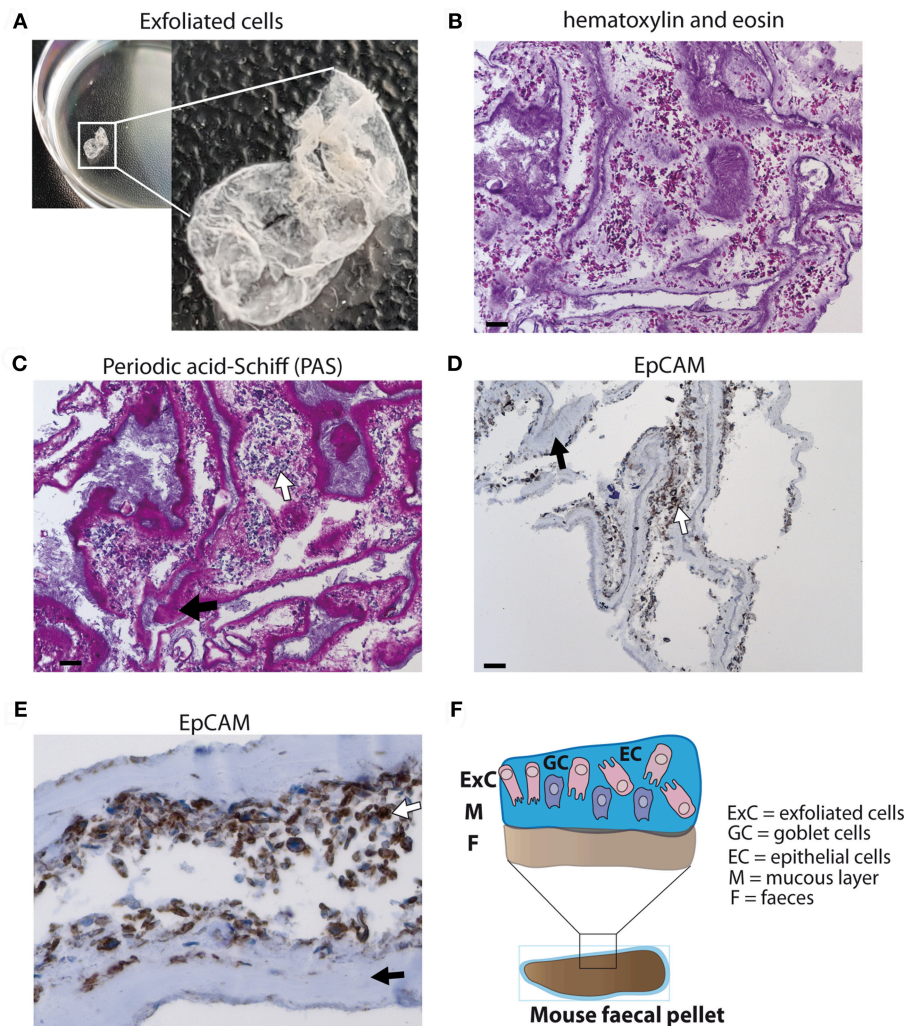 A
Exfoliated cells
B
hematoxylin and eosin
C
Periodic acid-Schiff (PAS)
D
EpCAM
E
EpCAM
F
GC
EC
ExC
M
F
ExC = exfoliated cells
GC = goblet cells
EC = epithelial cells
M = mucous layer
F = faeces
Mouse faecal pellet